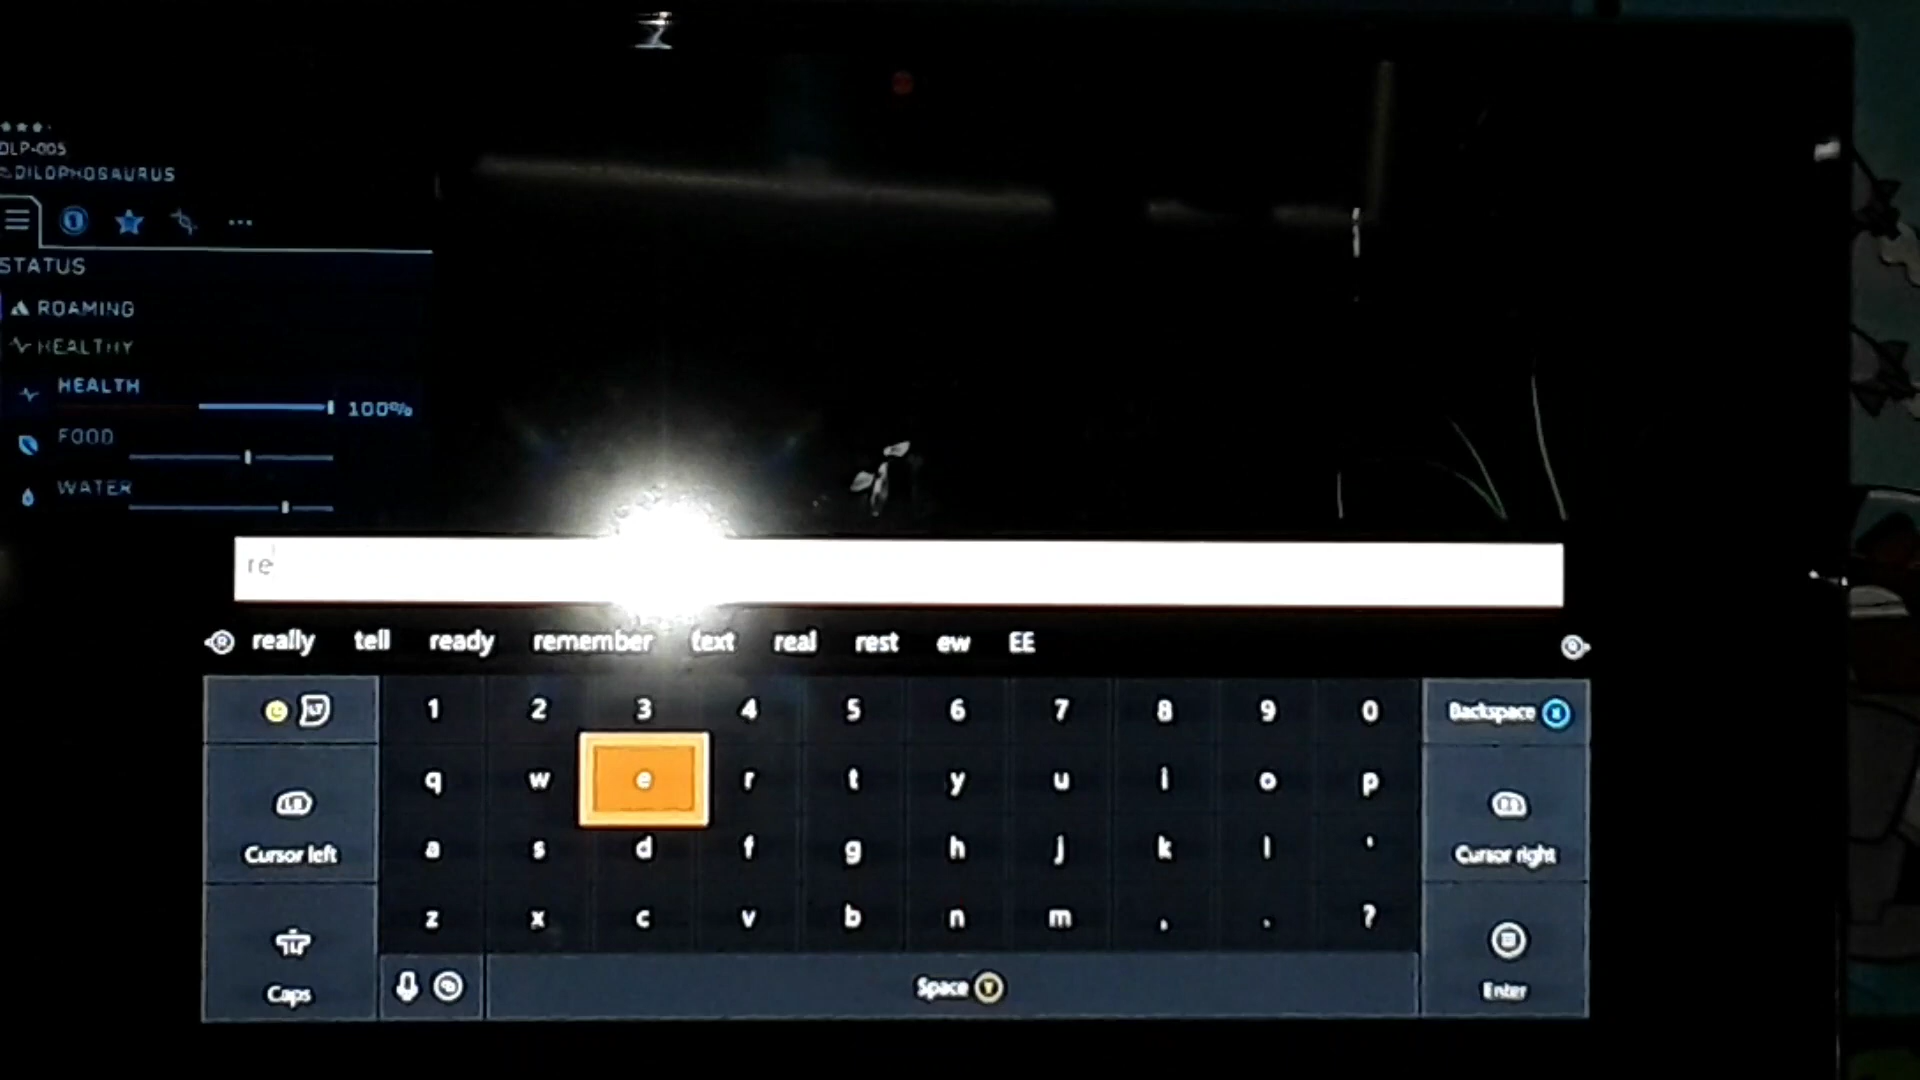 DLP-005
DILOPHOSAURUS
STATUS
ROAMING
HEALTHY
HEALTH 100%
FOOD
WATER
re
really tell ready remember text real rest ew EE
1 2 3 4 5 6 7 8 9 0 Backspace X
q w e r t y u i o p
LB
Cursor left
a s d f g h j k l '
RB
Cursor right
z x c v b n m , . ?
Caps
Space Y
Enter